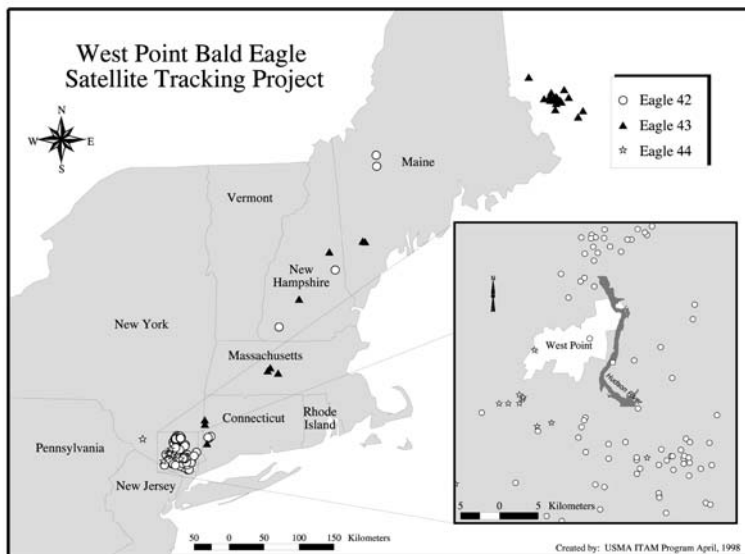 West Point Bald Eagle
Satellite Tracking Project
N
W E
S
Eagle 42
Eagle 43
Eagle 44
Maine
Vermont
New
Hampshire
New York
Massachusetts
Connecticut
Rhode
Island
Pennsylvania
New Jersey
West Point
Hudson River
5 0 5 Kilometers
50 0 50 100 150 Kilometers
Created by: USMA ITAM Program April, 1998